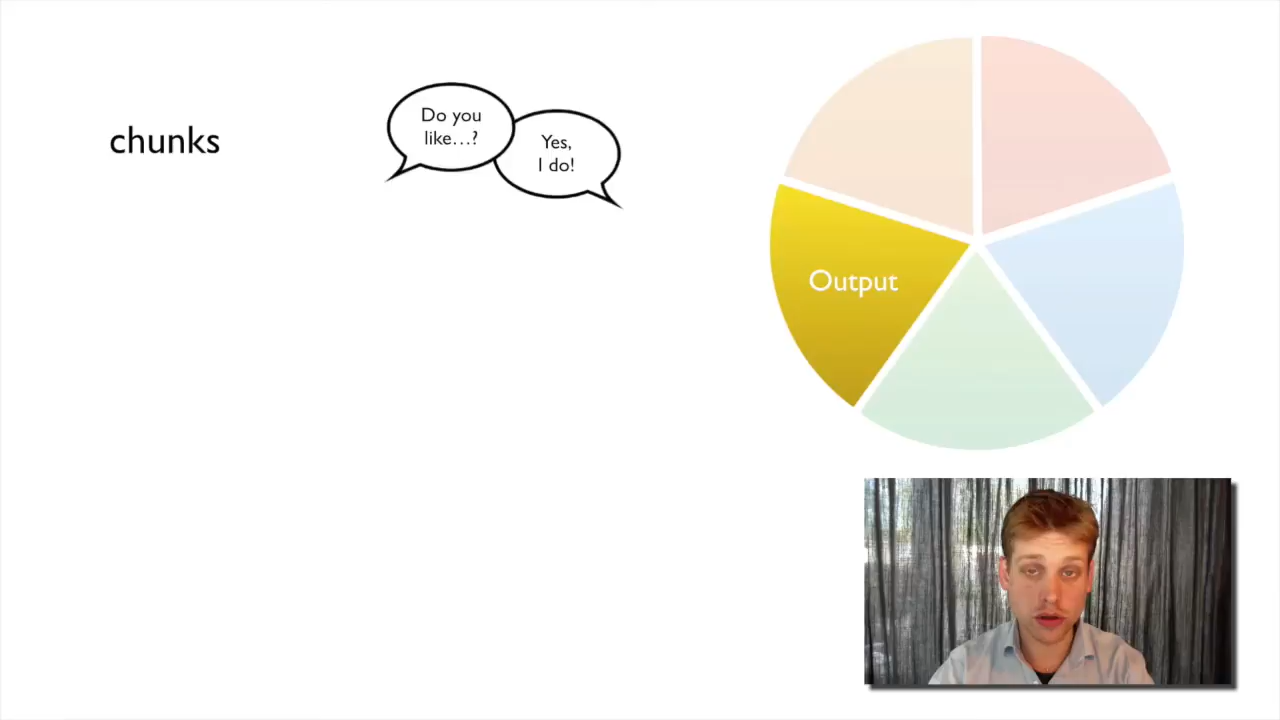 chunks
Do you
like…?
Yes,
I do!
Output